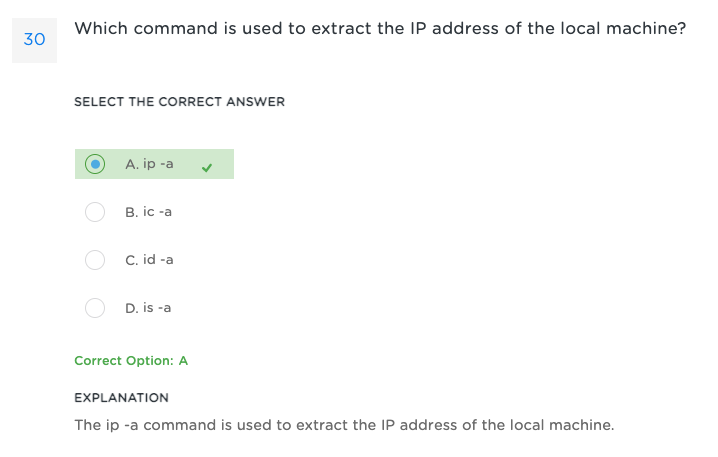 30
Which command is used to extract the IP address of the local machine?
SELECT THE CORRECT ANSWER
A. ip -a
B. ic -a
C. id -a
D. is -a
Correct Option: A
EXPLANATION
The ip -a command is used to extract the IP address of the local machine.